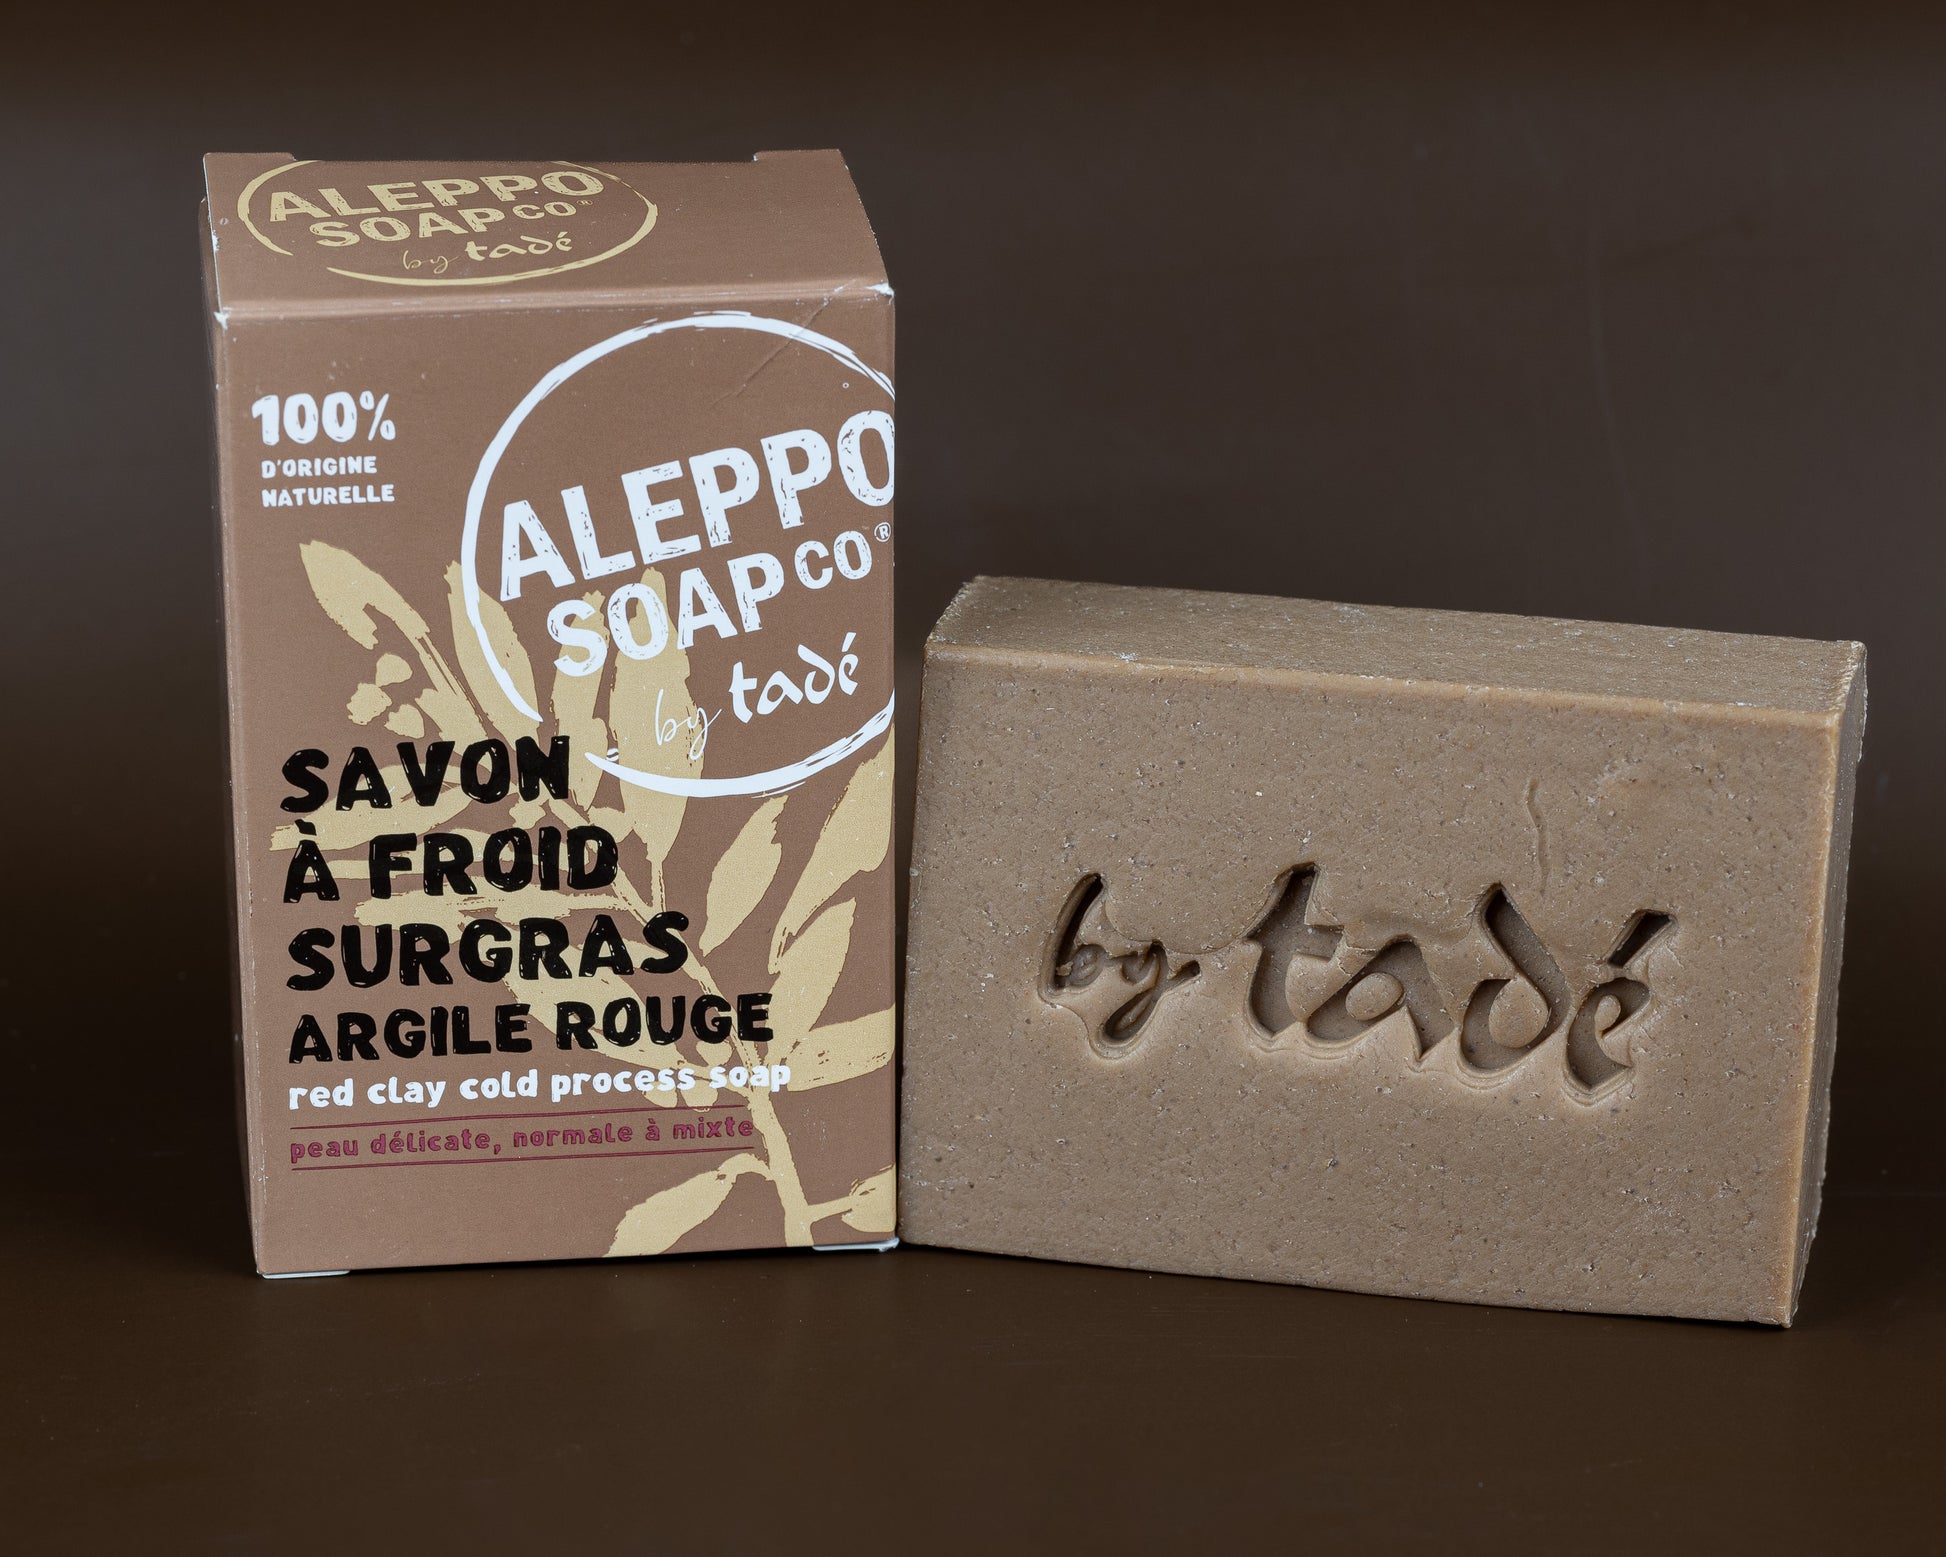 ALEPPO
SOAP CO®
by tadé
100%
D'ORIGINE
NATURELLE
ALEPPO
SOAP CO®
by tadé
SAVON
À FROID
SURGRAS
ARGILE ROUGE
red clay cold process soap
peau délicate, normale à mixte
by tadé